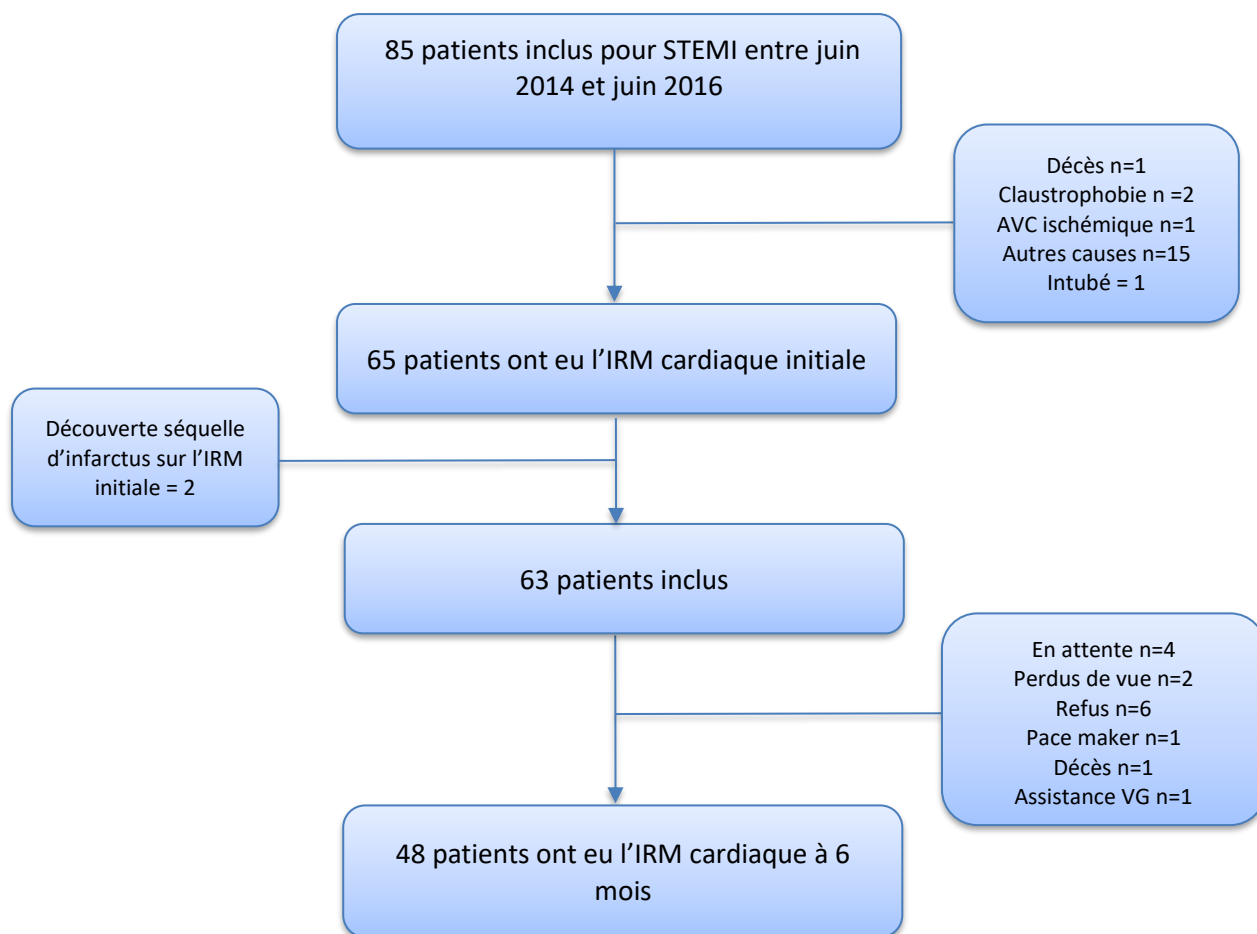 85 patients inclus pour STEMI entre juin
2014 et juin 2016
Décès n=1
Claustrophobie n =2
AVC ischémique n=1
Autres causes n=15
Intubé = 1
65 patients ont eu l’IRM cardiaque initiale
Découverte séquelle
d’infarctus sur l’IRM
initiale = 2
63 patients inclus
En attente n=4
Perdus de vue n=2
Refus n=6
Pace maker n=1
Décès n=1
Assistance VG n=1
48 patients ont eu l’IRM cardiaque à 6
mois